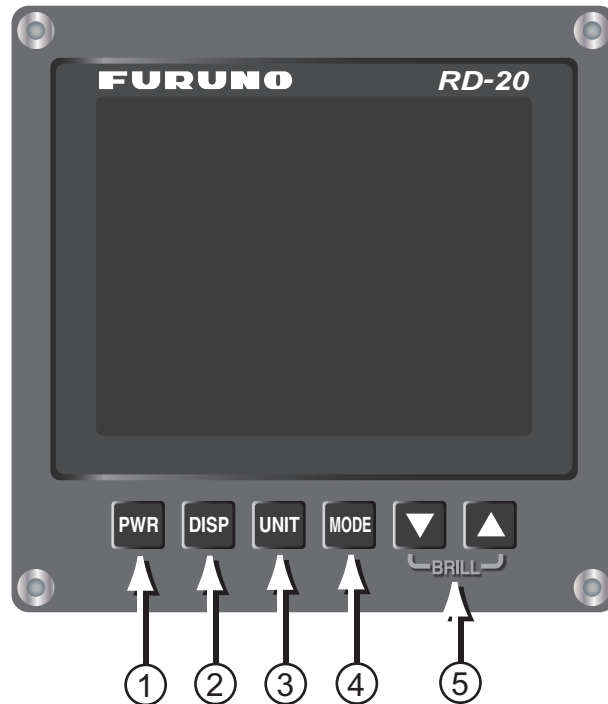 FURUNO RD-20
PWR DISP UNIT MODE ▼ ▲
BRILL
① ② ③ ④ ⑤